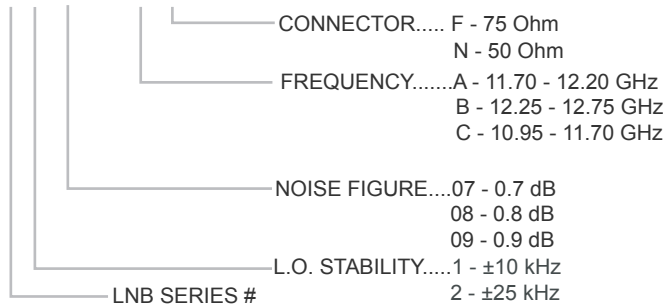 CONNECTOR..... F - 75 Ohm
N - 50 Ohm
FREQUENCY.......A - 11.70 - 12.20 GHz
B - 12.25 - 12.75 GHz
C - 10.95 - 11.70 GHz
NOISE FIGURE....07 - 0.7 dB
08 - 0.8 dB
09 - 0.9 dB
L.O. STABILITY.....1 - ±10 kHz
LNB SERIES # 2 - ±25 kHz